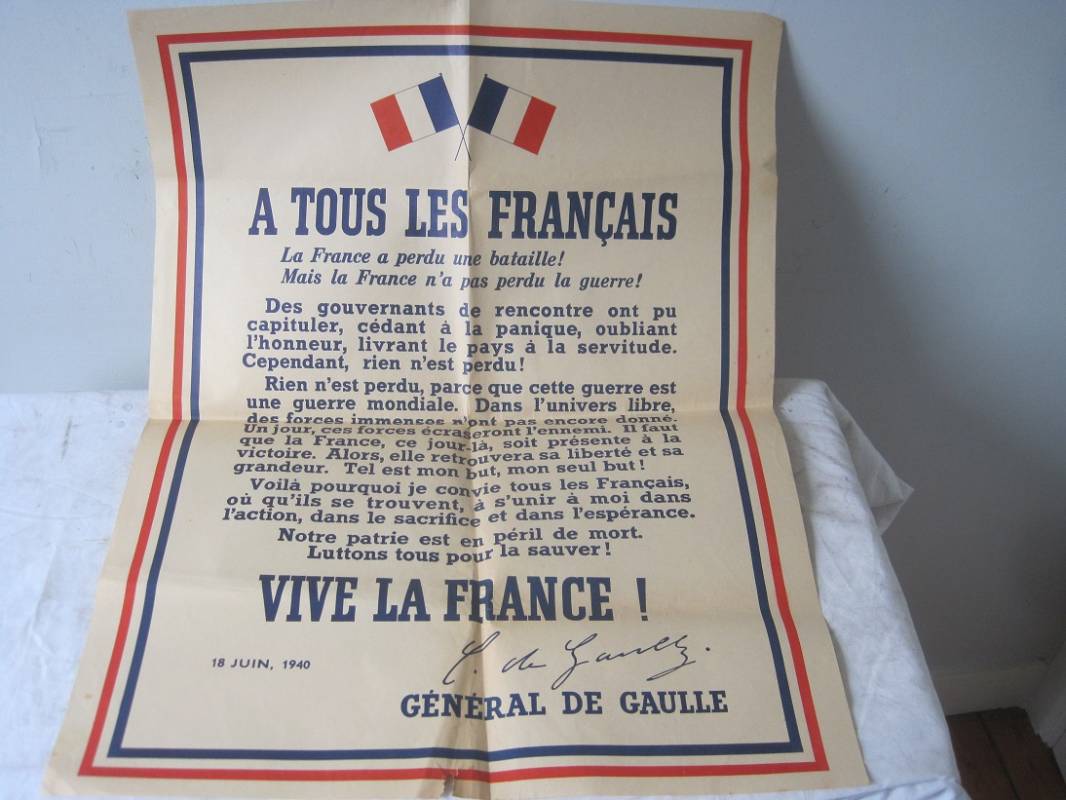 A TOUS LES FRANÇAIS
La France a perdu une bataille!
Mais la France n'a pas perdu la guerre!
Des gouvernants de rencontre ont pu
capituler, cédant à la panique, oubliant
l'honneur, livrant le pays à la servitude.
Cependant, rien n'est perdu!
Rien n'est perdu, parce que cette guerre est
une guerre mondiale. Dans l'univers libre,
des forces immenses n'ont pas encore donné.
Un jour, ces forces écraseront l'ennemi. Il faut
que la France, ce jour-là, soit présente à la
victoire. Alors, elle retrouvera sa liberté et sa
grandeur. Tel est mon but, mon seul but!
Voilà pourquoi je convie tous les Français,
où qu'ils se trouvent, à s'unir à moi dans
l'action, dans le sacrifice et dans l'espérance.
Notre patrie est en péril de mort.
Luttons tous pour la sauver!
VIVE LA FRANCE !
C. de Gaulle.
18 JUIN, 1940
GÉNÉRAL DE GAULLE